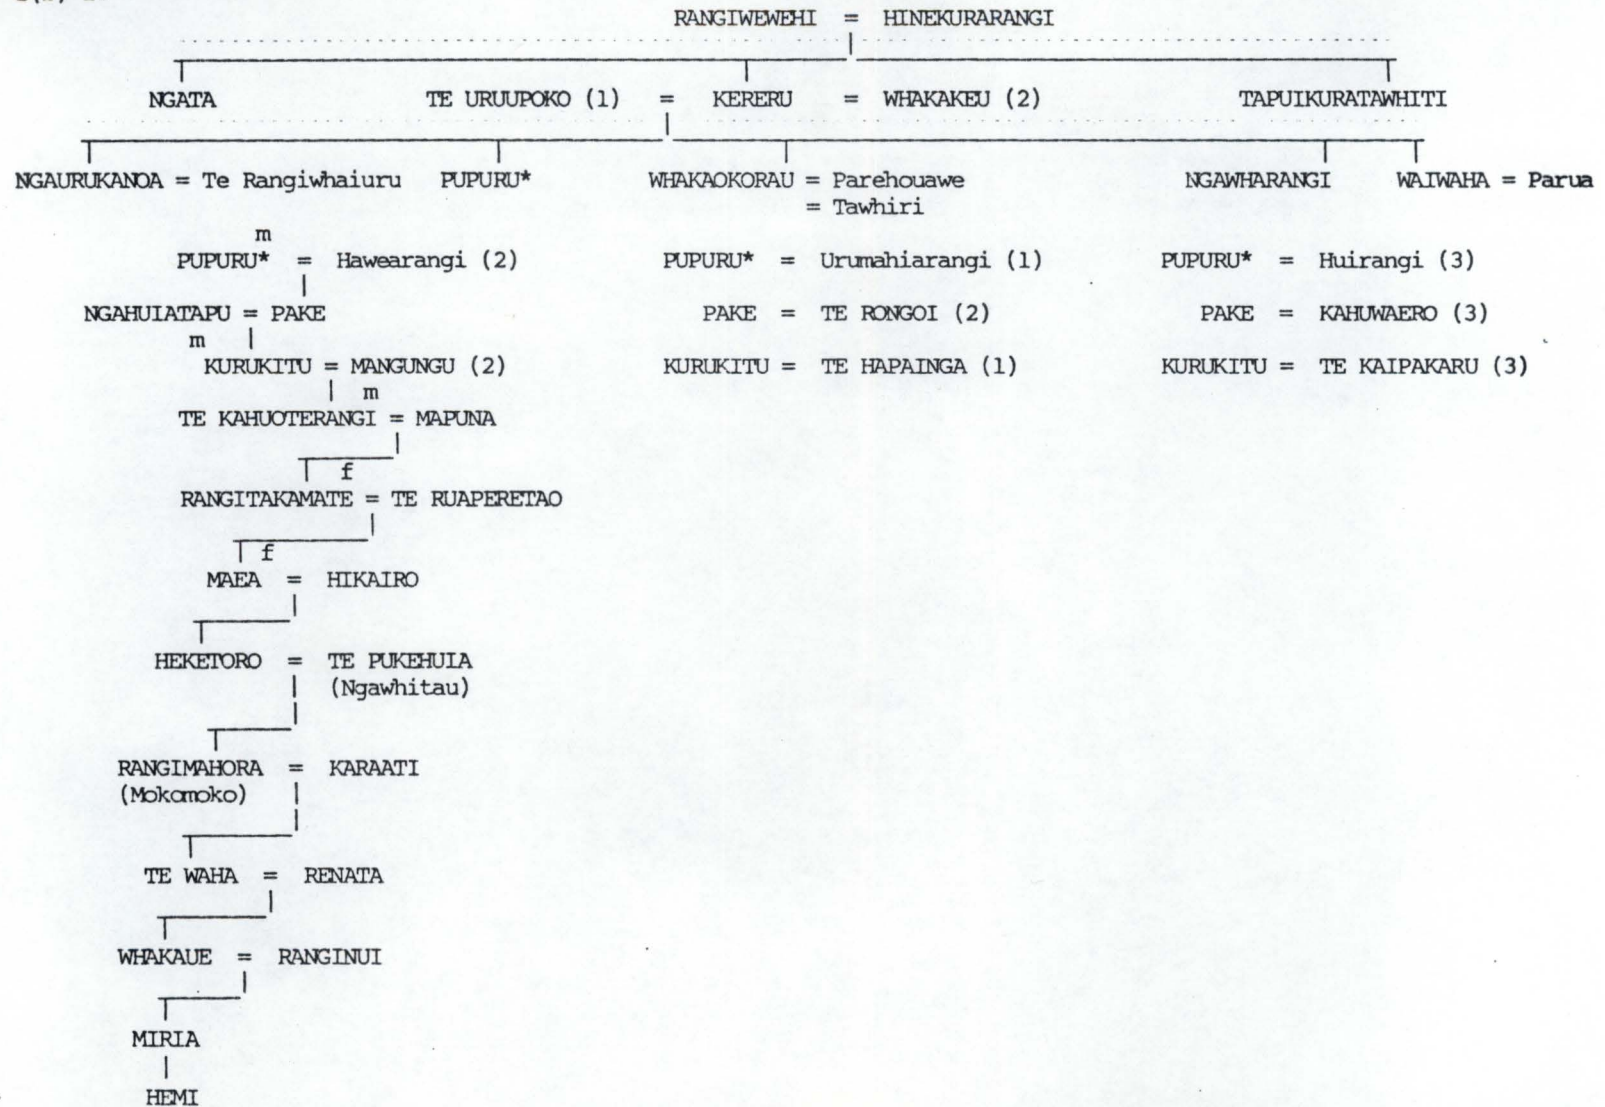 RANGIWEWEHI = HINEKURARANGI
NGATA TE URUUPOKO (1) = KERERU = WHAKAKEU (2) TAPUIKURATAWHITI
NGAURUKANOA = Te Rangiwhaiuru PUPURU* WHAKAOKORAU = Parehouawe NGAWHARANGI WAIWAHA = Parua
= Tawhiri
m
PUPURU* = Hawearangi (2) PUPURU* = Urumahiarangi (1) PUPURU* = Huirangi (3)
NGAHUIATAPU = PAKE PAKE = TE RONGOI (2) PAKE = KAHUWAERO (3)
m
KURUKITU = MANGUNGU (2) KURUKITU = TE HAPAINGA (1) KURUKITU = TE KAIPAKARU (3)
m
TE KAHUOTERANGI = MAPUNA
f
RANGITAKAMATE = TE RUAPERETAO
f
MAEA = HIKAIRO
HEKETORO = TE PUKEHUIA
(Ngawhitau)
RANGIMAHORA = KARAATI
(Mokomoko)
TE WAHA = RENATA
WHAKAUE = RANGINUI
MIRIA
HEMI